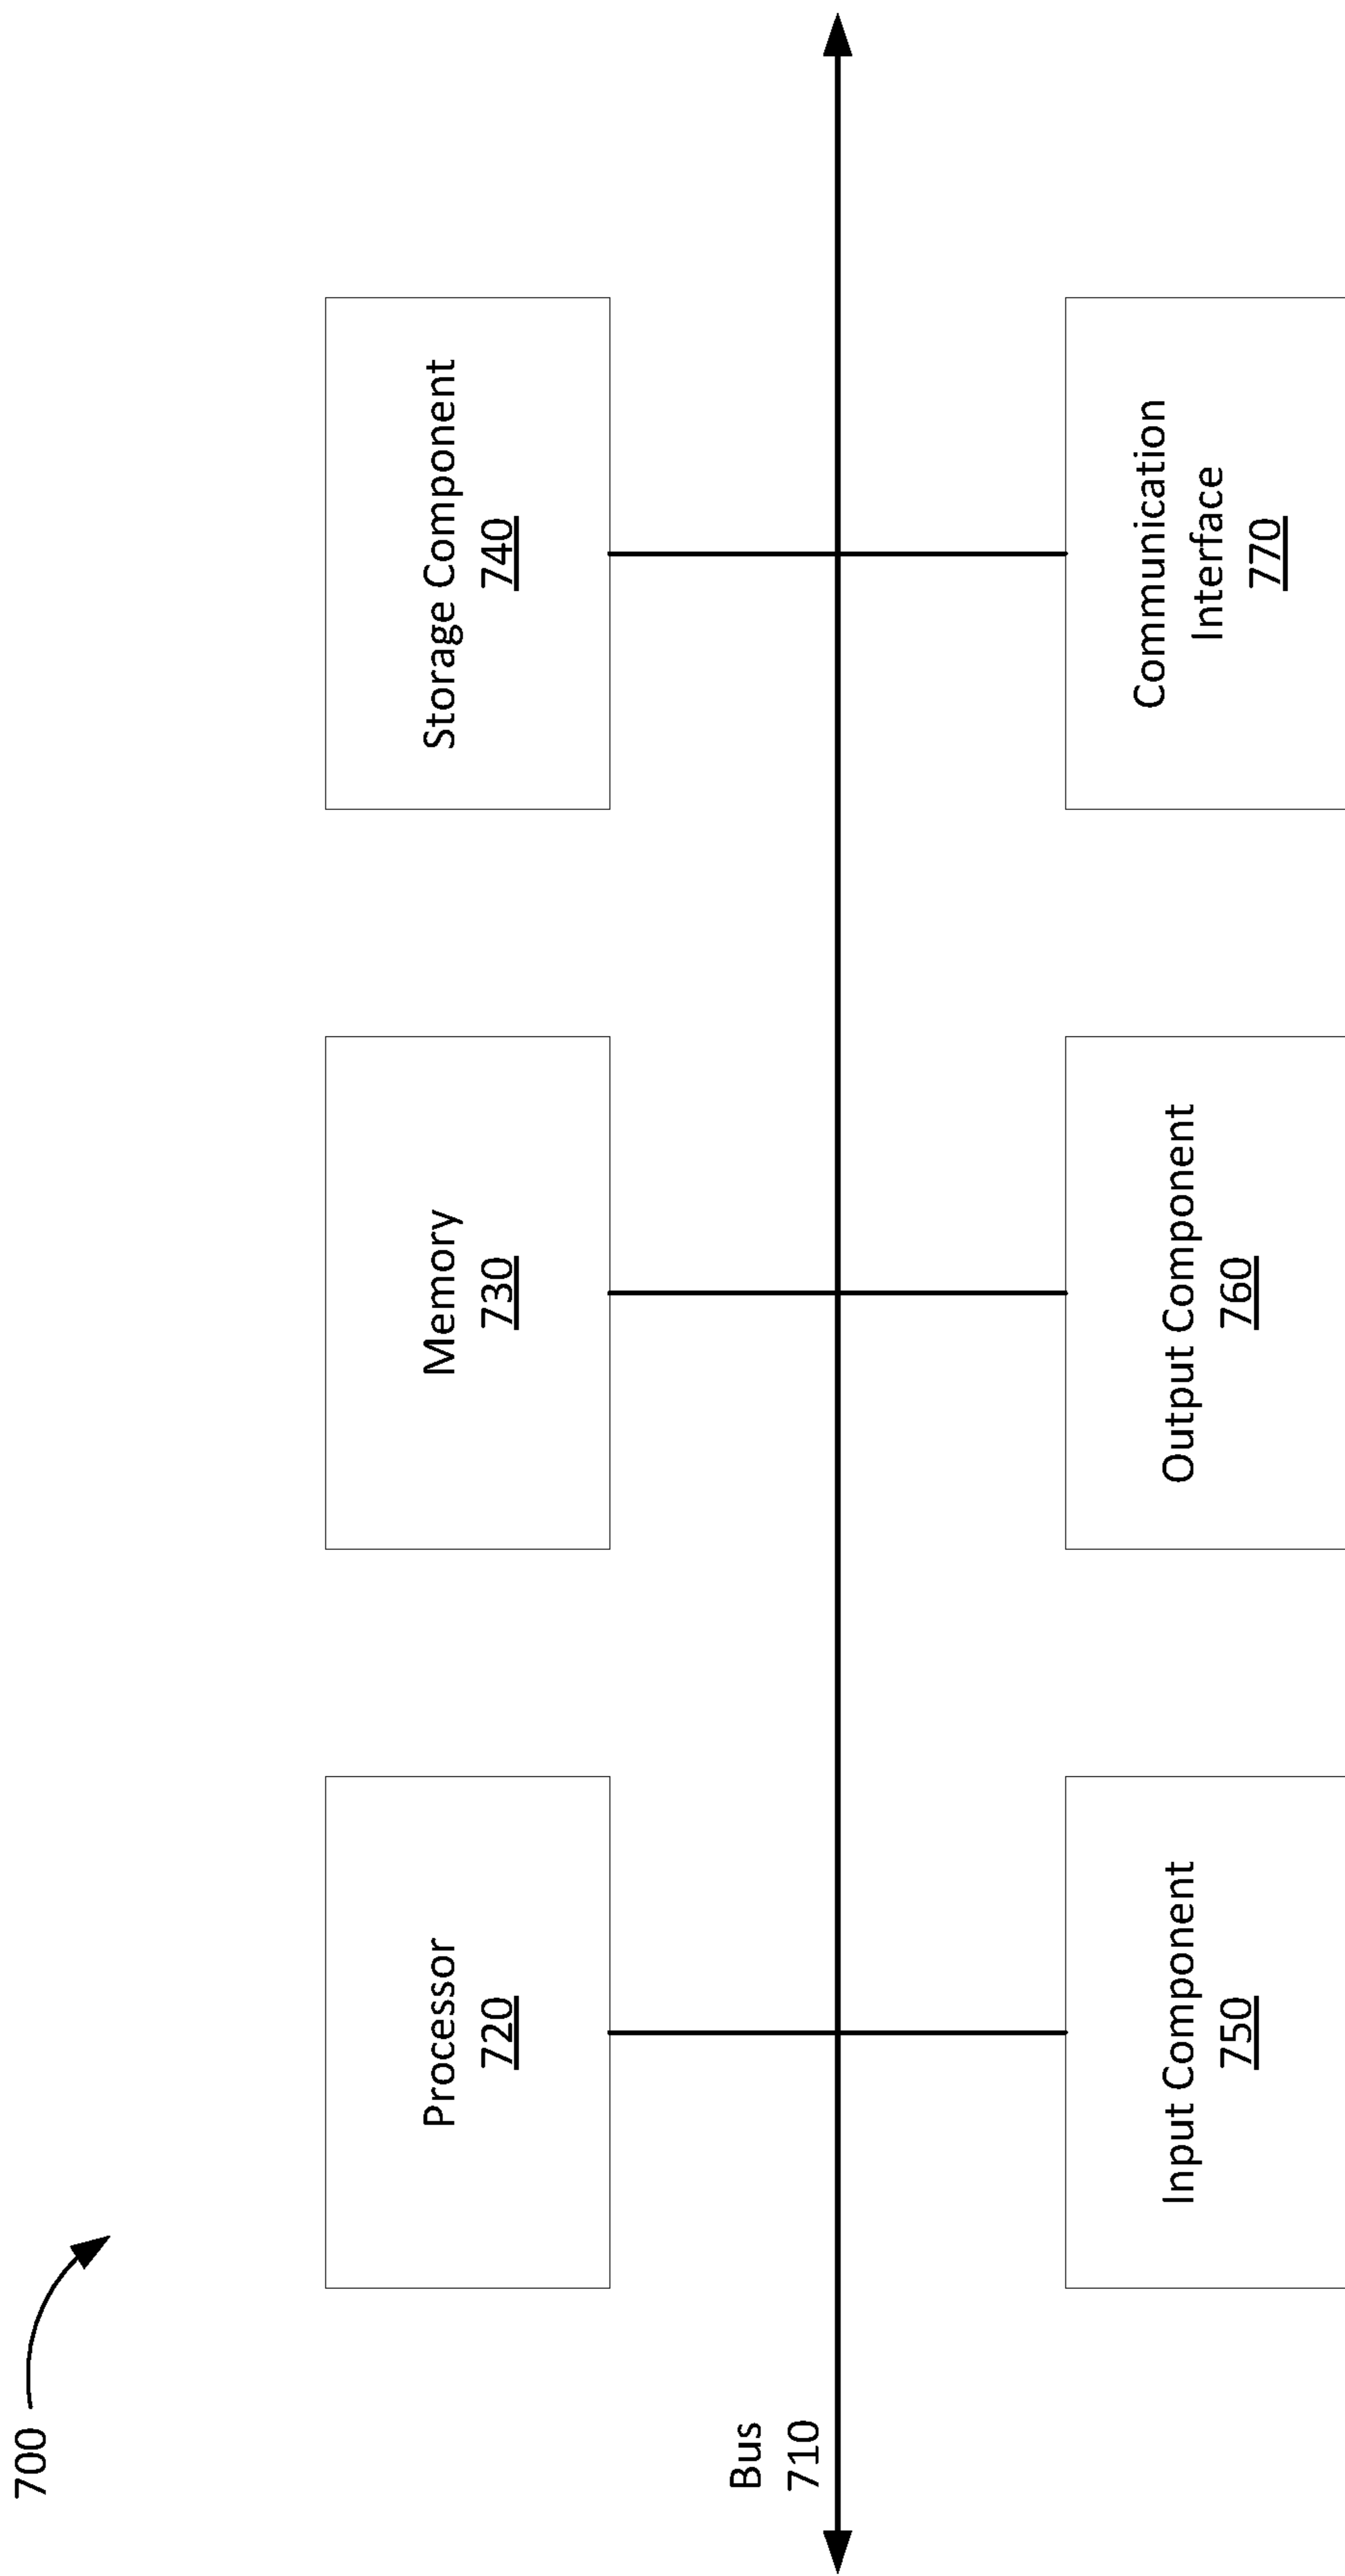 700
Processor
720
Memory
730
Storage Component
740
Bus
710
Input Component
750
Output Component
760
Communication
Interface
770